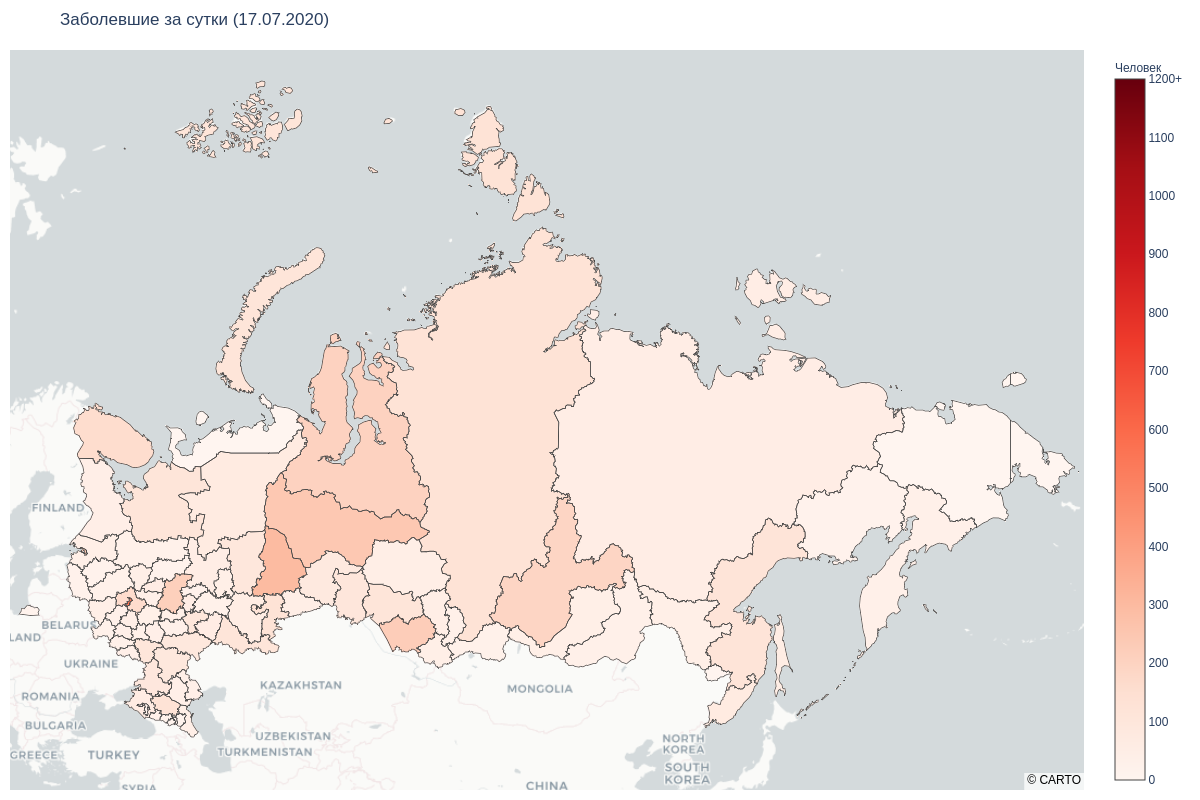 Заболевшие за сутки (17.07.2020)
Человек
1200+
1100
1000
900
800
700
600
500
400
300
200
100
0
FINLAND
BELARUS
LAND
UKRAINE
ROMANIA
BULGARIA
GREECE
TURKEY
SYRIA
KAZAKHSTAN
UZBEKISTAN
TURKMENISTAN
MONGOLIA
CHINA
NORTH
KOREA
SOUTH
KOREA
© CARTO